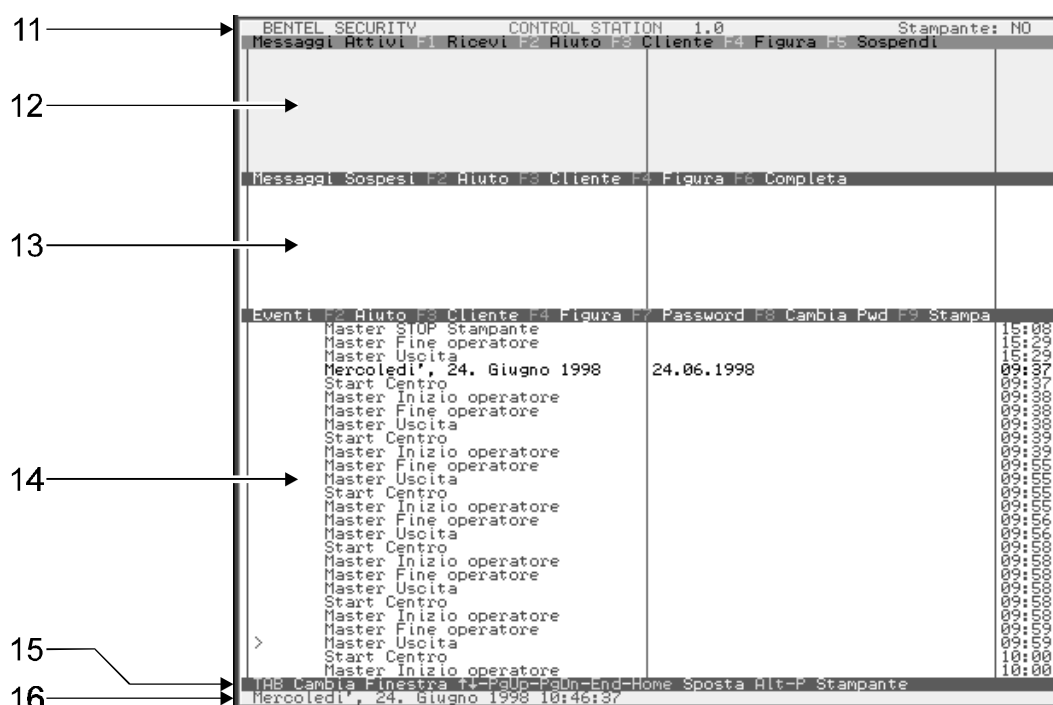 11 BENTEL SECURITY CONTROL STATION 1.0 Stampante: NO
Messaggi Attivi F1 Ricevi F2 Aiuto F3 Cliente F4 Figura F5 Sospendi
12
Messaggi Sospesi F2 Aiuto F3 Cliente F4 Figura F6 Completa
13
Eventi F2 Aiuto F3 Cliente F4 Figura F7 Password F8 Cambia Pwd F9 Stampa
Master STOP Stampante 15:08
Master Fine operatore 15:29
Master Uscita 15:29
Mercoledi', 24. Giugno 1998 24.06.1998 09:37
Start Centro 09:37
Master Inizio operatore 09:38
Master Fine operatore 09:38
Master Uscita 09:38
Start Centro 09:39
Master Inizio operatore 09:39
Master Fine operatore 09:55
14 Master Uscita 09:55
Start Centro 09:55
Master Inizio operatore 09:55
Master Fine operatore 09:56
Master Uscita 09:56
Start Centro 09:58
Master Inizio operatore 09:58
Master Fine operatore 09:58
Master Uscita 09:58
Start Centro 09:58
Master Inizio operatore 09:58
Master Fine operatore 09:59
> Master Uscita 09:59
15 Start Centro 10:00
Master Inizio operatore 10:00
TAB Cambia Finestra ↑↓-PgUp-PgDn-End-Home Sposta Alt-P Stampante
16 Mercoledi', 24. Giugno 1998 10:46:37